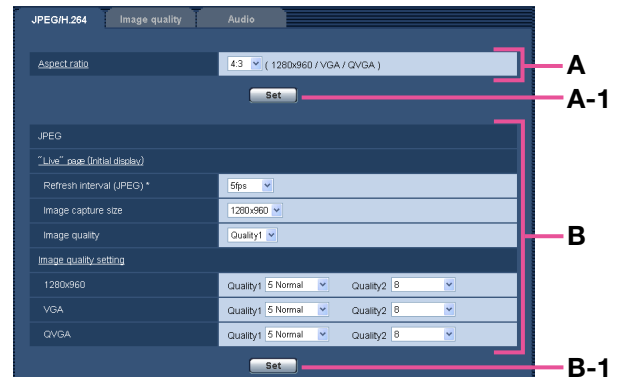 JPEG/H.264 Image quality Audio
Aspect ratio 4:3 ( 1280x960 / VGA / QVGA ) A
Set A-1
JPEG
"Live" page (Initial display)
Refresh interval (JPEG) * 5fps
Image capture size 1280x960
Image quality Quality1 B
Image quality setting
1280x960 Quality1 5 Normal Quality2 8
VGA Quality1 5 Normal Quality2 8
QVGA Quality1 5 Normal Quality2 8
Set B-1